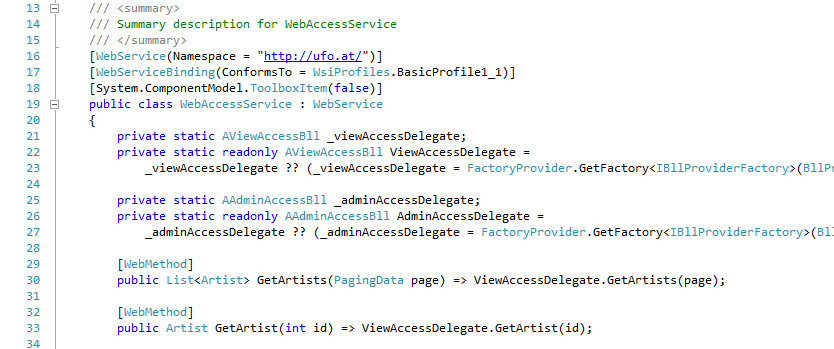 13 /// <summary>
14 /// Summary description for WebAccessService
15 /// </summary>
16 [WebService(Namespace = "http://ufo.at/")]
17 [WebServiceBinding(ConformsTo = WsiProfiles.BasicProfile1_1)]
18 [System.ComponentModel.ToolboxItem(false)]
19 public class WebAccessService : WebService
20 {
21 private static AViewAccessBll _viewAccessDelegate;
22 private static readonly AViewAccessBll ViewAccessDelegate =
23 _viewAccessDelegate ?? (_viewAccessDelegate = FactoryProvider.GetFactory<IBllProviderFactory>(BllPr
24
25 private static AAdminAccessBll _adminAccessDelegate;
26 private static readonly AAdminAccessBll AdminAccessDelegate =
27 _adminAccessDelegate ?? (_adminAccessDelegate = FactoryProvider.GetFactory<IBllProviderFactory>(Bll
28
29 [WebMethod]
30 public List<Artist> GetArtists(PagingData page) => ViewAccessDelegate.GetArtists(page);
31
32 [WebMethod]
33 public Artist GetArtist(int id) => ViewAccessDelegate.GetArtist(id);
34